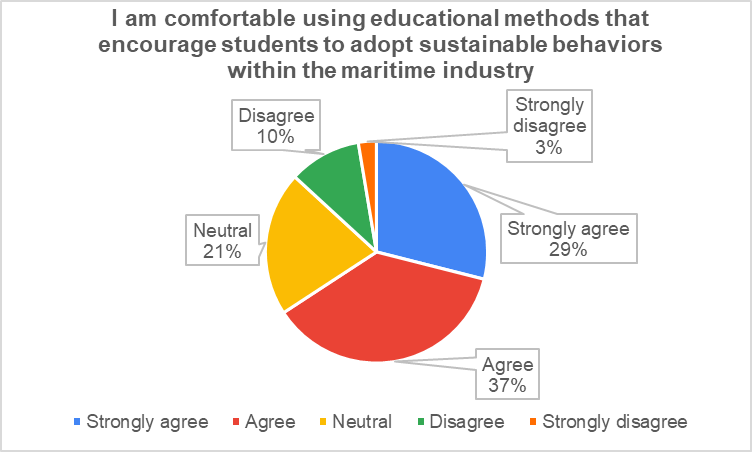 I am comfortable using educational methods that
encourage students to adopt sustainable behaviors
within the maritime industry
Strongly
disagree
3%
Disagree
10%
Strongly agree
29%
Neutral
21%
Agree
37%
Strongly agree
Agree
Neutral
Disagree
Strongly disagree